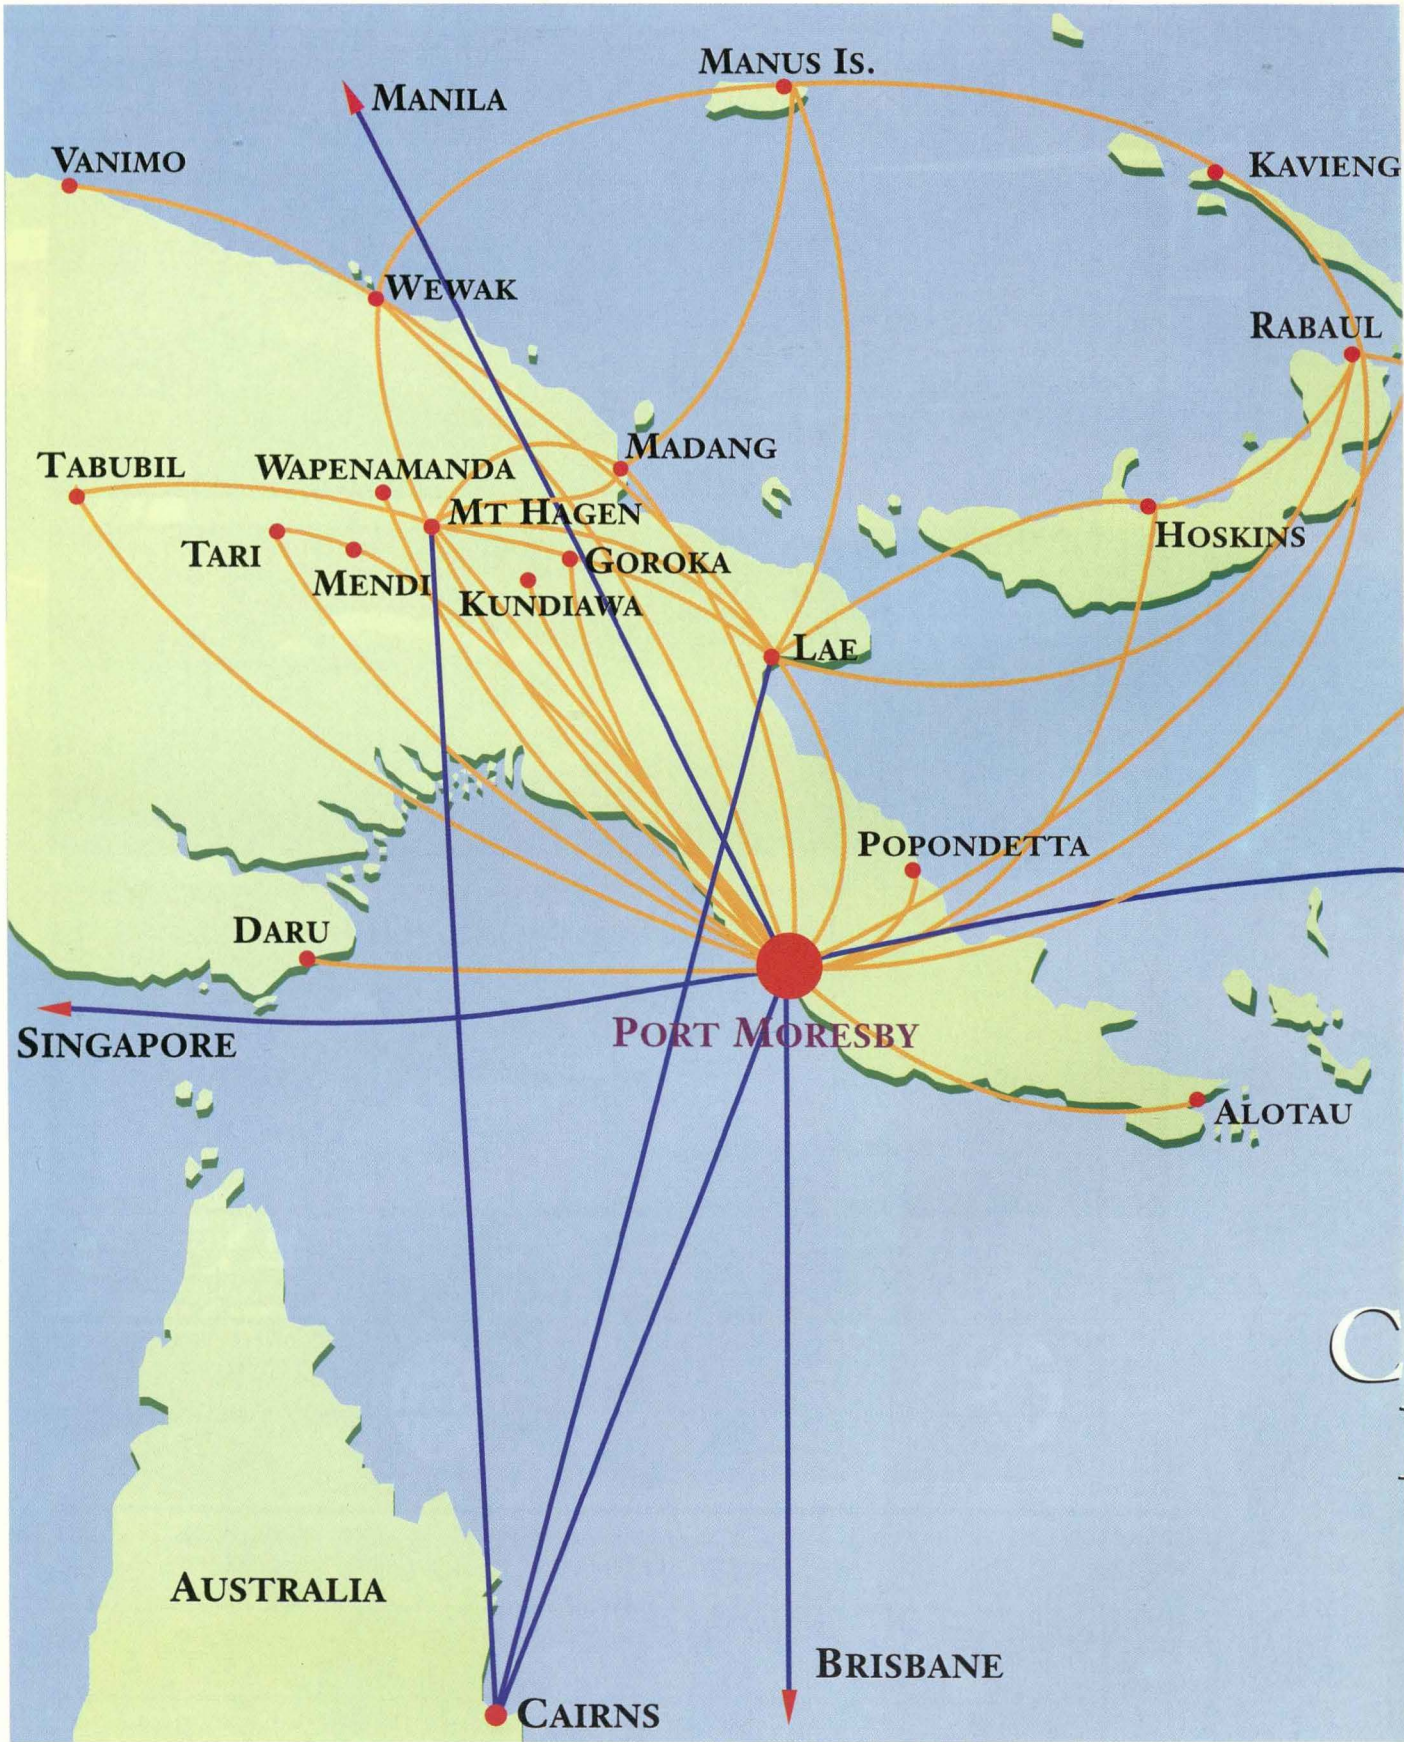 MANUS IS.
MANILA
VANIMO
KAVIENG
WEWAK
RABAUL
MADANG
TABUBIL
WAPENAMANDA
MT HAGEN
HOSKINS
TARI
GOROKA
MENDI
KUNDIAWA
LAE
POPONDETTA
DARU
PORT MORESBY
SINGAPORE
ALOTAU
C
AUSTRALIA
BRISBANE
CAIRNS